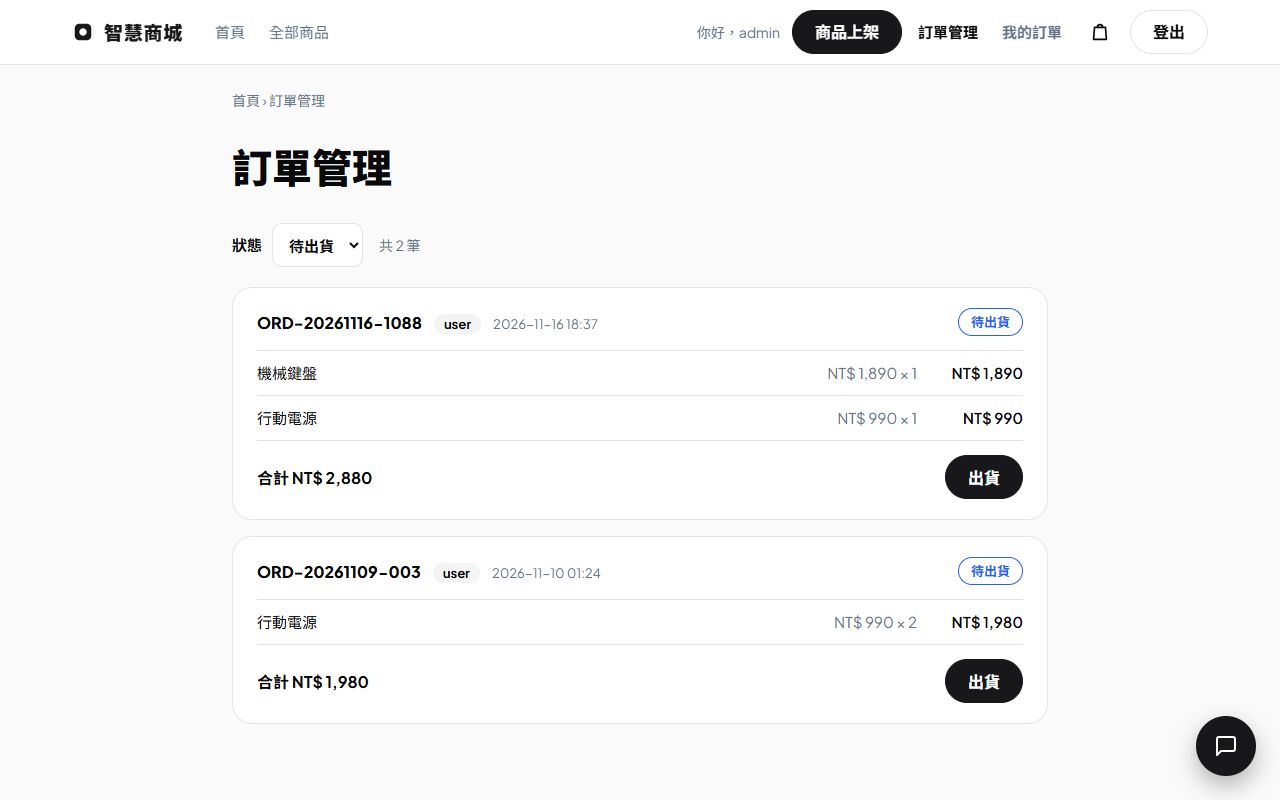 智慧商城 首頁 全部商品 你好，admin 商品上架 訂單管理 我的訂單 登出
首頁 › 訂單管理
訂單管理
狀態 待出貨 共 2 筆
ORD-20261116-1088 user 2026-11-16 18:37 待出貨
機械鍵盤 NT$ 1,890 × 1 NT$ 1,890
行動電源 NT$ 990 × 1 NT$ 990
合計 NT$ 2,880 出貨
ORD-20261109-003 user 2026-11-10 01:24 待出貨
行動電源 NT$ 990 × 2 NT$ 1,980
合計 NT$ 1,980 出貨